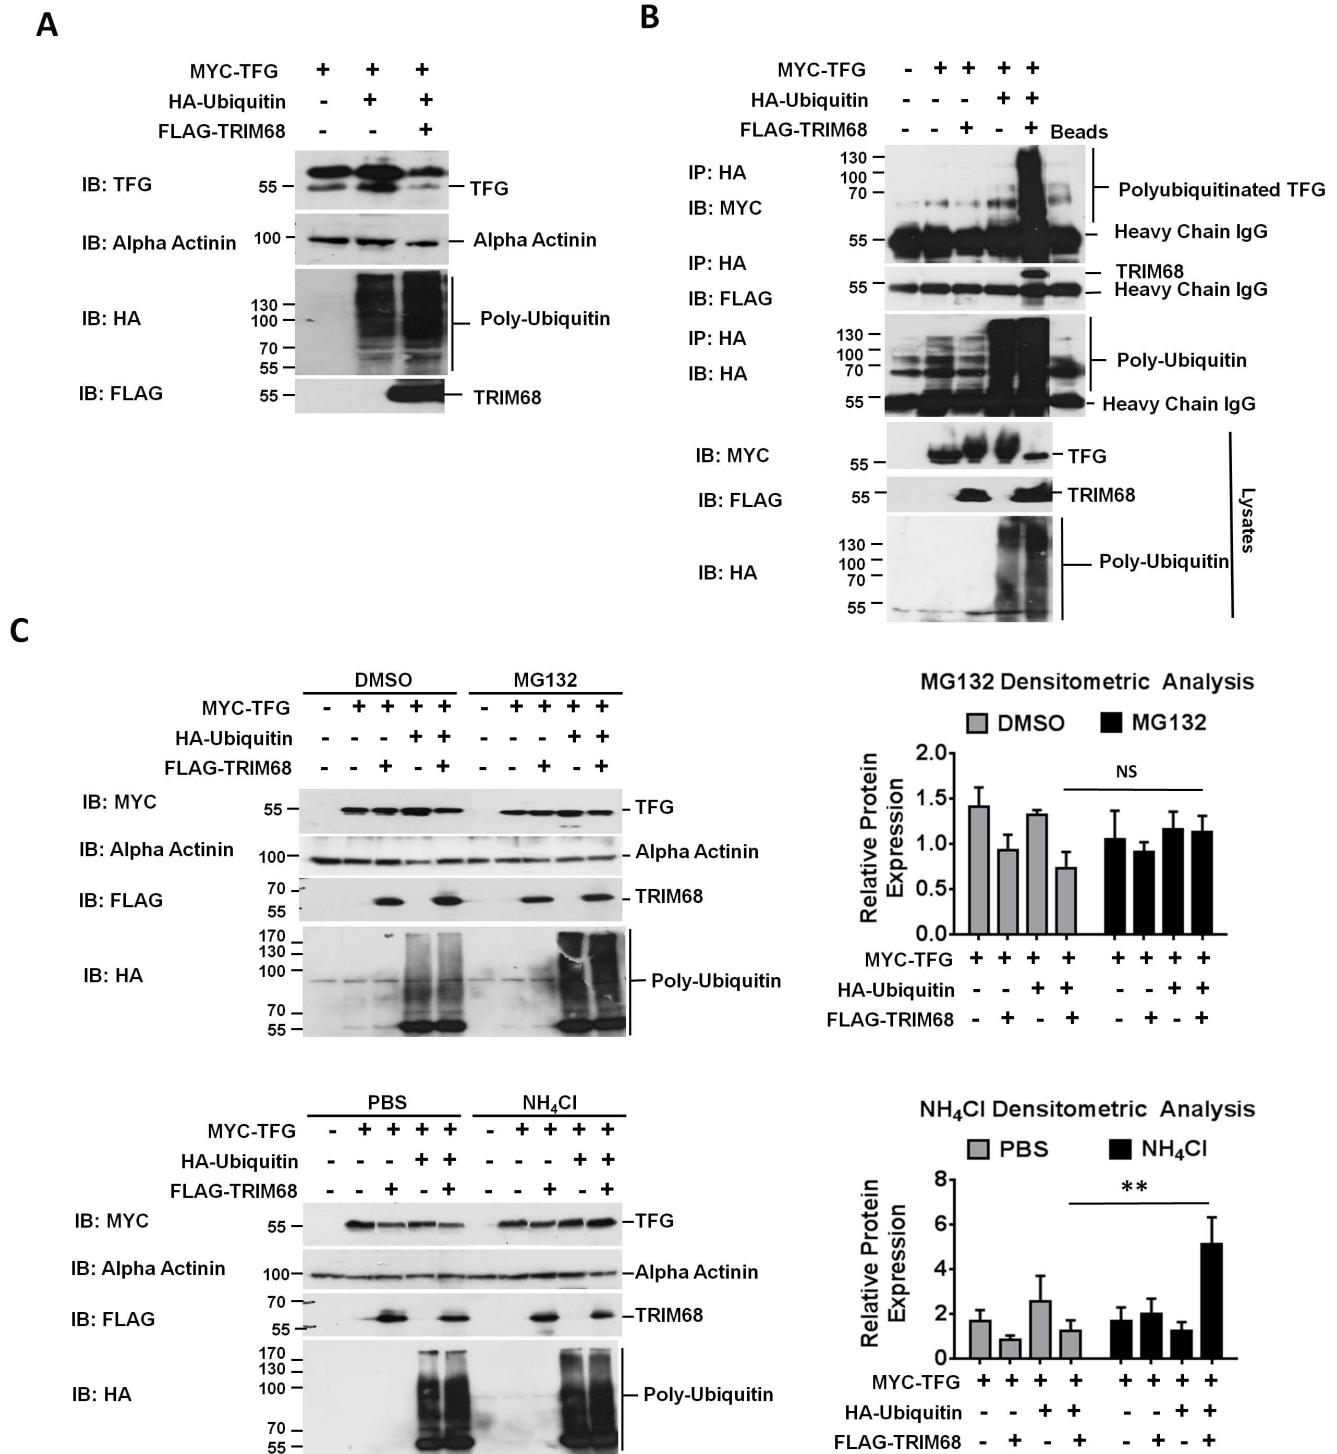 A
MYC-TFG + + +
HA-Ubiquitin - + +
FLAG-TRIM68 - - +
IB: TFG 55 TFG
IB: Alpha Actinin 100 Alpha Actinin
IB: HA Poly-Ubiquitin
130
100
70
55
IB: FLAG 55 TRIM68
B
MYC-TFG - + + + +
HA-Ubiquitin - - - + +
FLAG-TRIM68 - - + - + Beads
IP: HA
IB: MYC
130
100
70
55
Polyubiquitinated TFG
Heavy Chain IgG
IP: HA
IB: FLAG
55
TRIM68
Heavy Chain IgG
IP: HA
IB: HA
130
100
70
55
Poly-Ubiquitin
Heavy Chain IgG
IB: MYC 55 TFG
IB: FLAG 55 TRIM68
IB: HA
130
100
70
55
Poly-Ubiquitin
Lysates
C
DMSO MG132
MYC-TFG - + + + + - + + + +
HA-Ubiquitin - - - + + - - - + +
FLAG-TRIM68 - - + - + - - + - +
IB: MYC 55 TFG
IB: Alpha Actinin 100 Alpha Actinin
IB: FLAG 70 TRIM68
55
IB: HA
170
130
100
70
55
Poly-Ubiquitin
MG132 Densitometric Analysis
DMSO MG132
Relative Protein
Expression
2.0
1.5
1.0
0.5
0.0
NS
MYC-TFG + + + + + + + +
HA-Ubiquitin - - + + - - + +
FLAG-TRIM68 - + - + - + - +
PBS NH₄Cl
MYC-TFG - + + + + - + + + +
HA-Ubiquitin - - - + + - - - + +
FLAG-TRIM68 - - + - + - - + - +
IB: MYC 55 TFG
IB: Alpha Actinin 100 Alpha Actinin
IB: FLAG 70 TRIM68
55
IB: HA
170
130
100
70
55
Poly-Ubiquitin
NH₄Cl Densitometric Analysis
PBS NH₄Cl
Relative Protein
Expression
8
6
4
2
0
**
MYC-TFG + + + + + + + +
HA-Ubiquitin - - + + - - + +
FLAG-TRIM68 - + - + - + - +